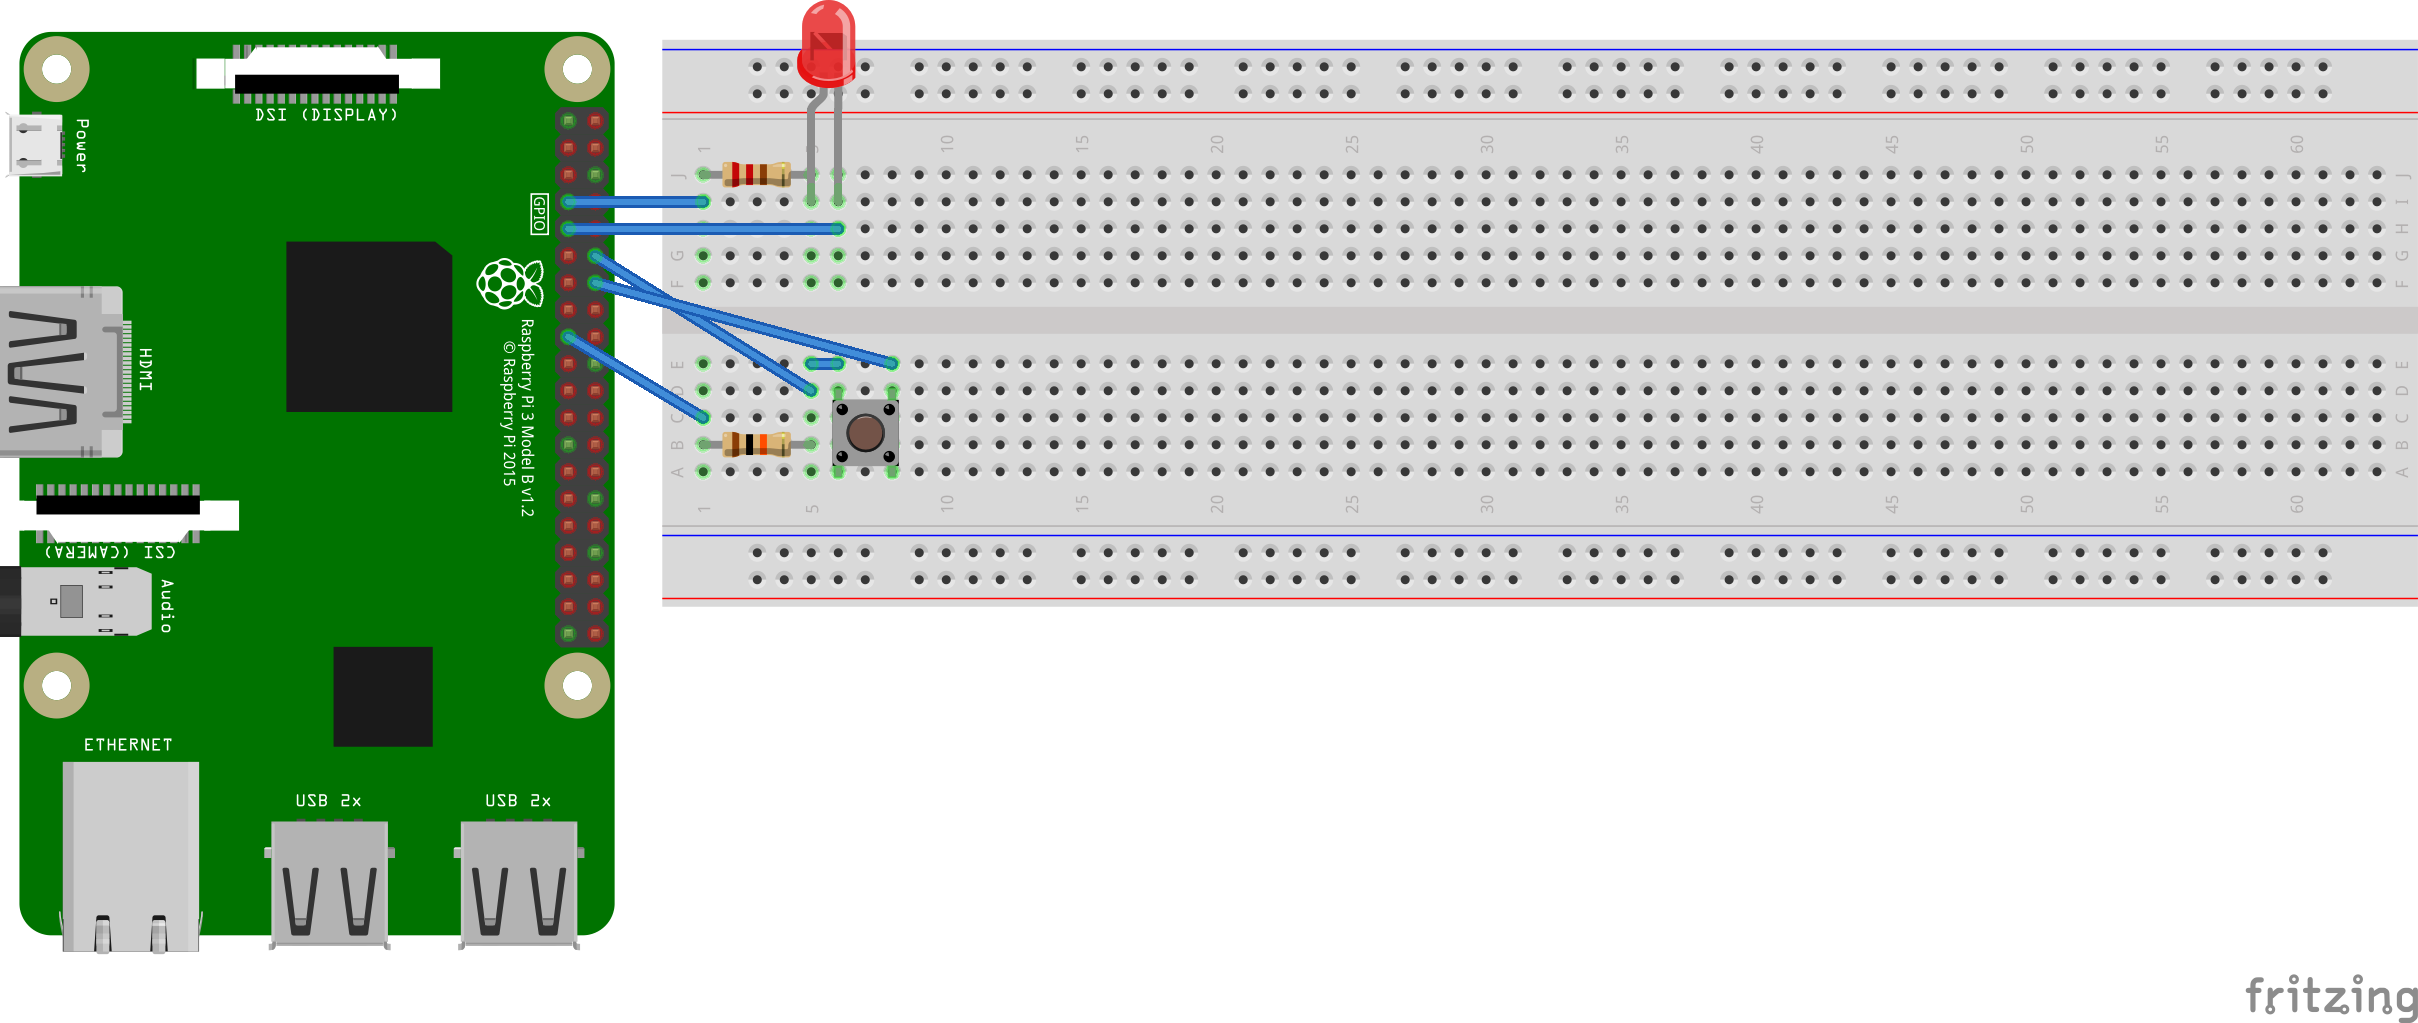 DSI (DISPLAY)
Power
GPIO
HDMI
Raspberry Pi 3 Model B v1.2
© Raspberry Pi 2015
CSI (CAMERA)
Audio
ETHERNET
USB 2x
USB 2x
1 5 10 15 20 25 30 35 40 45 50 55 60
J J
I I
H H
G G
F F
E E
D D
C C
B B
A A
1 5 10 15 20 25 30 35 40 45 50 55 60
fritzing